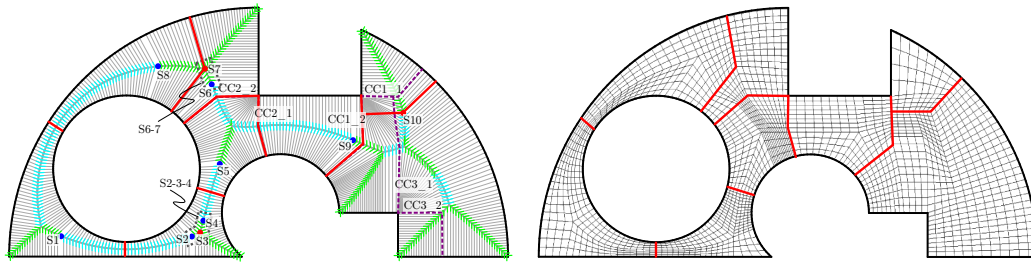 S8
S7
S6
CC2_2
CC1_1
CC2_1
CC1_2
S10
S6-7
S9
S5
S2-3-4
CC3_1
CC3_2
S4
S1
S2
S3